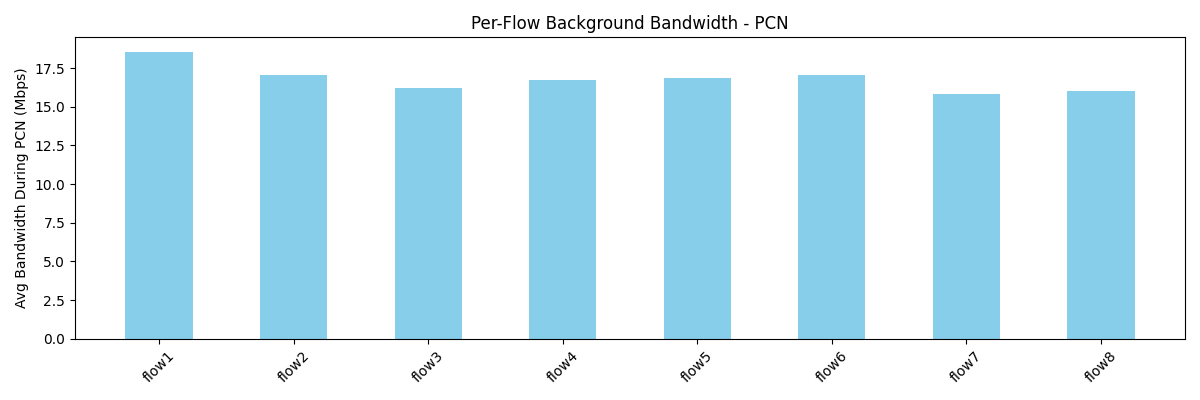 Per-Flow Background Bandwidth - PCN
Avg Bandwidth During PCN (Mbps)
17.5
15.0
12.5
10.0
7.5
5.0
2.5
0.0
flow1
flow2
flow3
flow4
flow5
flow6
flow7
flow8